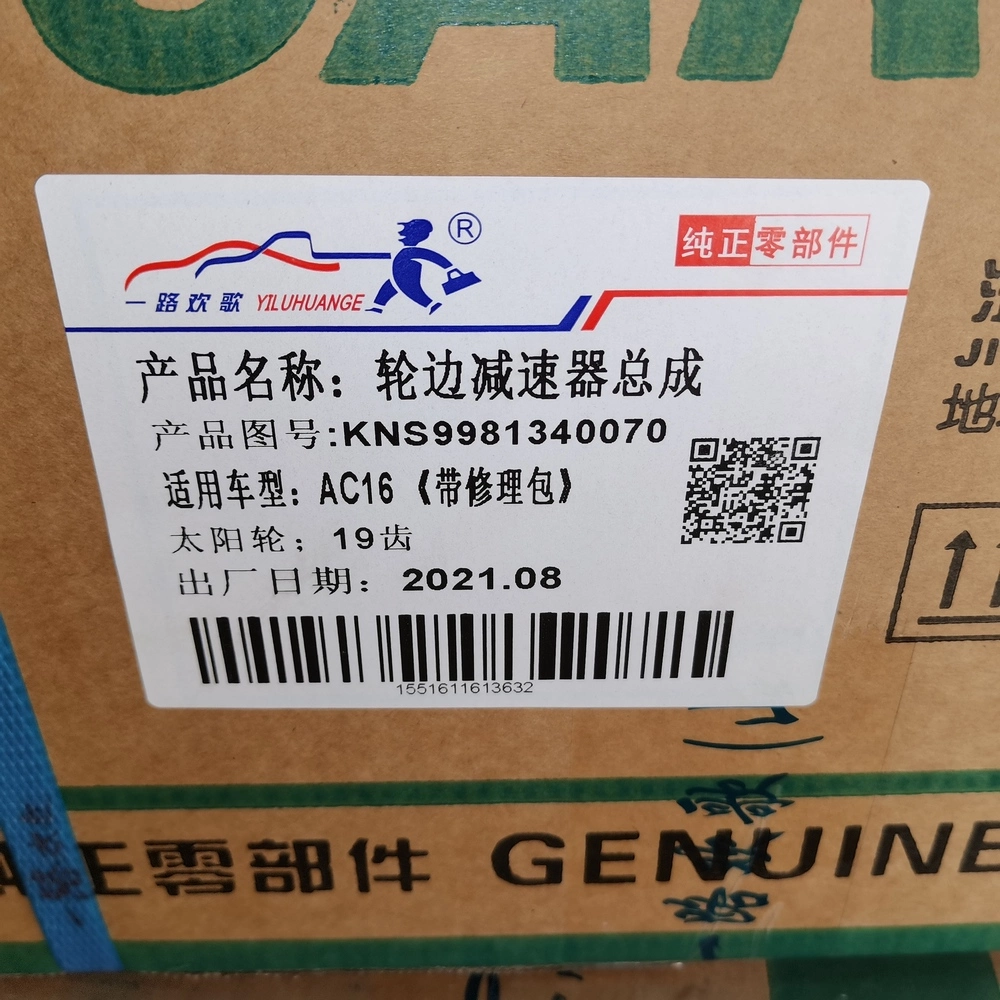 ®
一路欢歌 YILUHUANGE
纯正零部件
产品名称：轮边减速器总成
产品图号:KNS9981340070
适用车型：AC16《带修理包》
太阳轮；19齿
出厂日期：2021.08
1551611613632
JI
地
正零部件 GENUINE